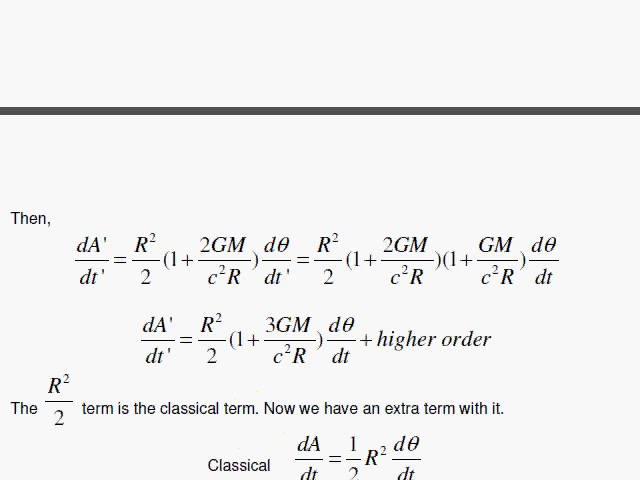 Then,
dA'/dt' = R²/2 (1 + 2GM/c²R) dθ/dt' = R²/2 (1 + 2GM/c²R)(1 + GM/c²R) dθ/dt
dA'/dt' = R²/2 (1 + 3GM/c²R) dθ/dt + higher order
The R²/2 term is the classical term. Now we have an extra term with it.
Classical dA/dt = 1/2 R² dθ/dt